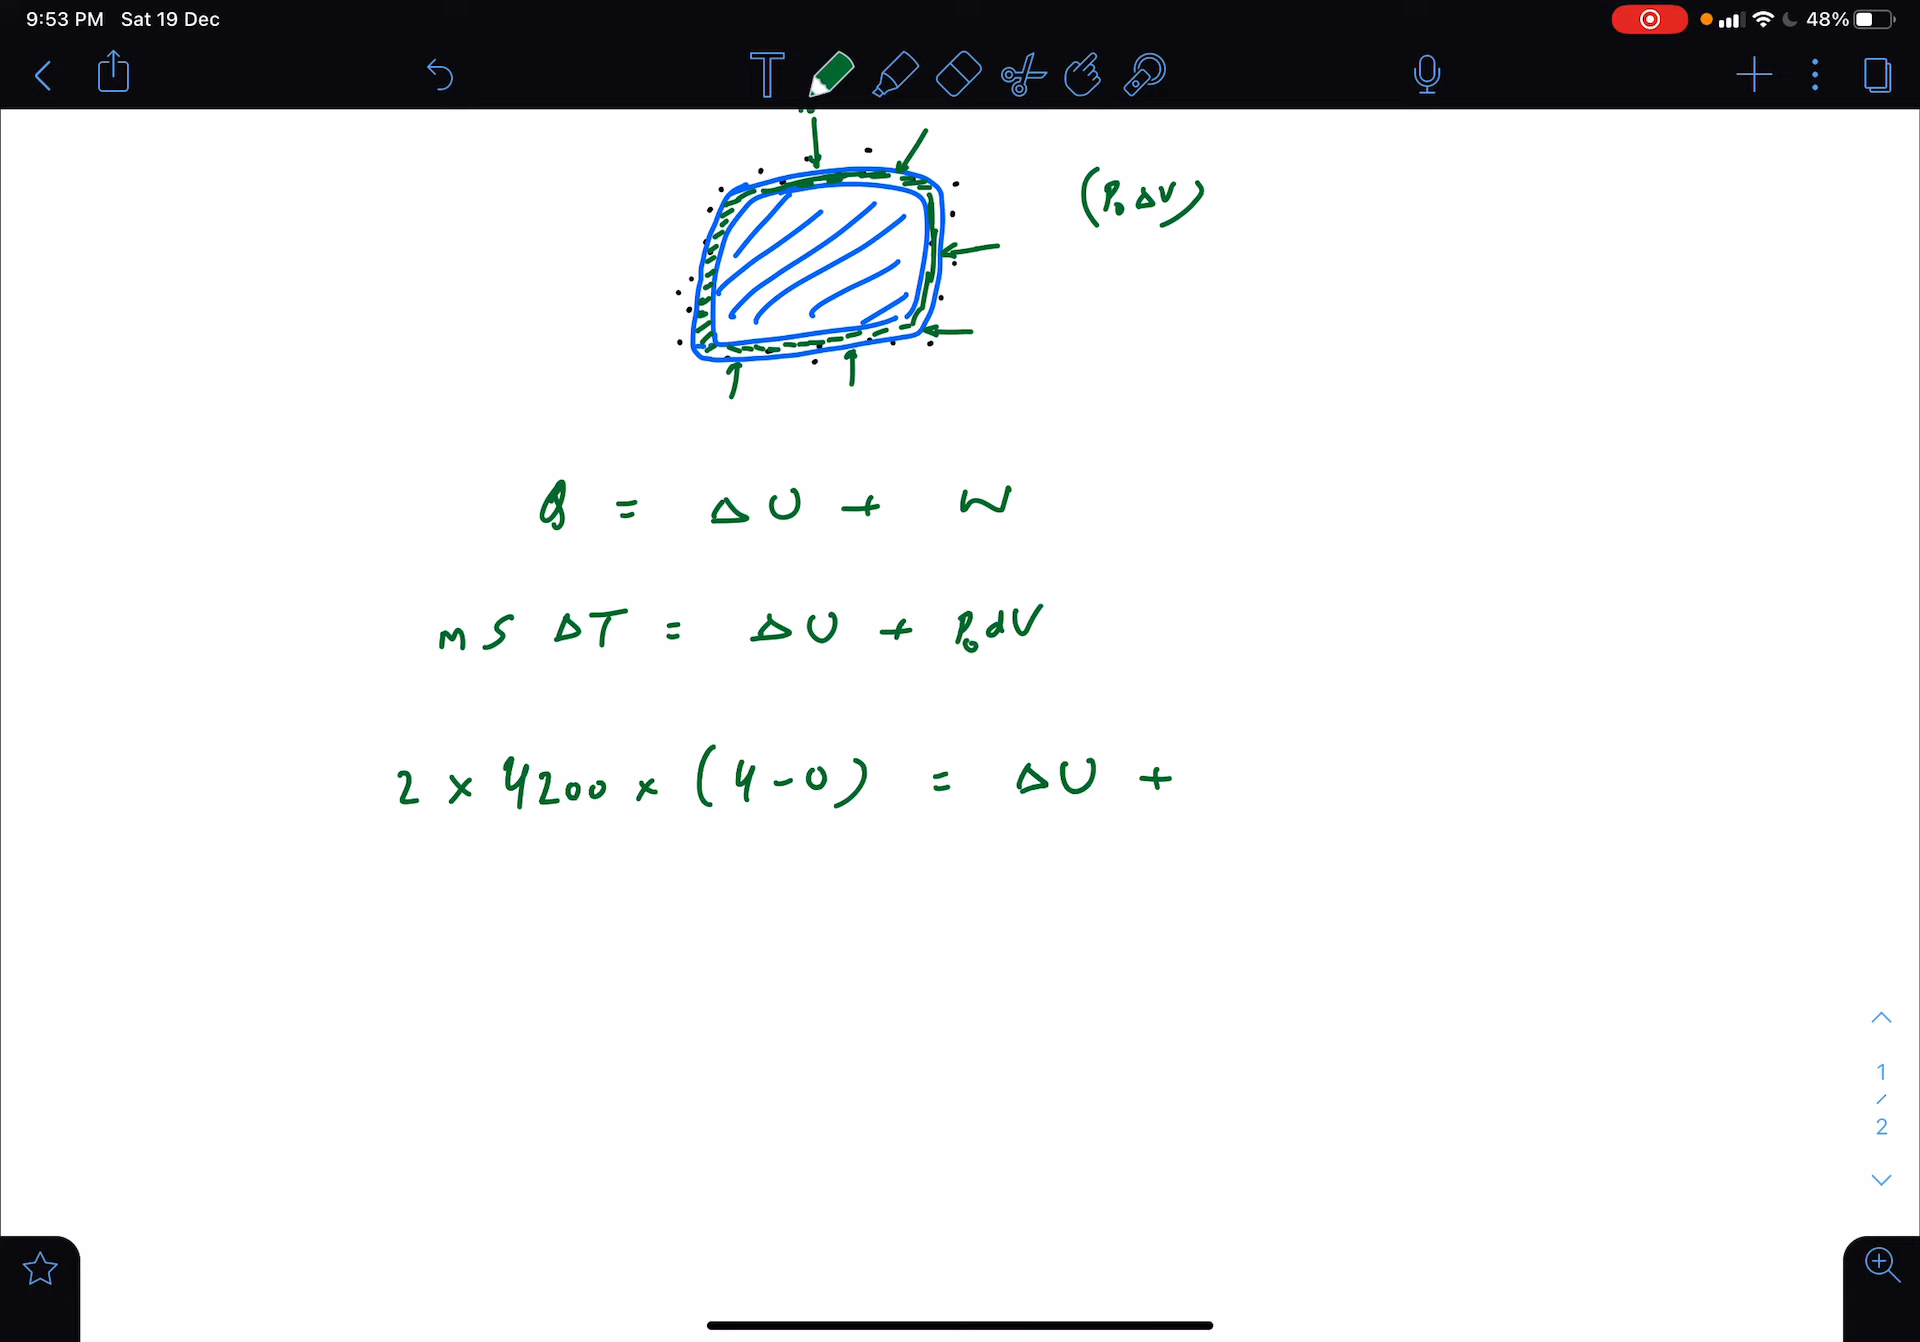 9:53 PM Sat 19 Dec
48%
T
(P₀ ΔV)
Q = ΔU + W
m S ΔT = ΔU + P₀dV
2 × 4200 × (4-0) = ΔU +
1
/
2